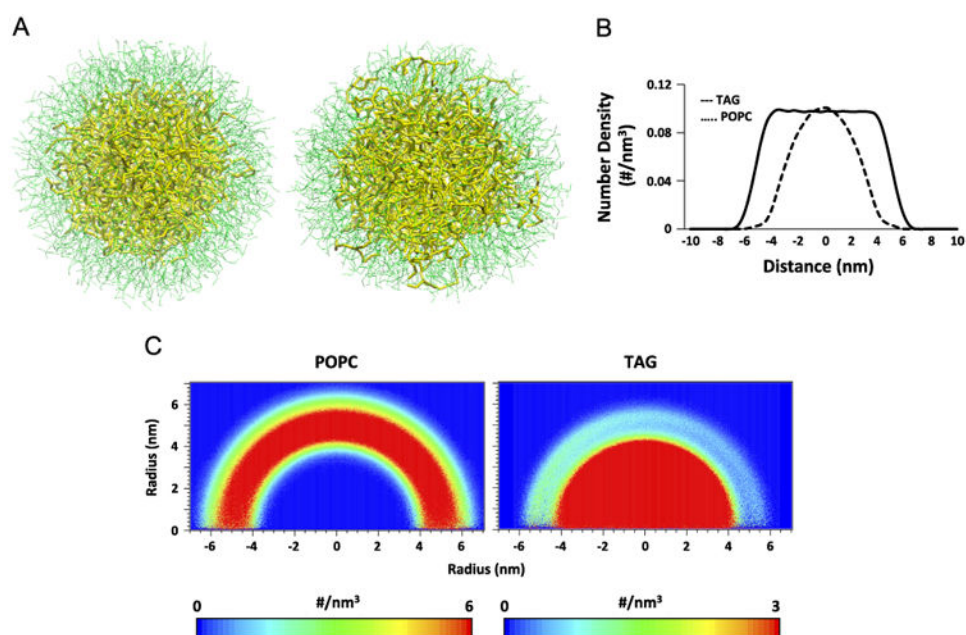 A
B
0.12
--- TAG
..... POPC
0.08
0.04
0
-10 -8 -6 -4 -2 0 2 4 6 8 10
Number Density
(#/nm³)
Distance (nm)
C
POPC
TAG
6
4
2
0
Radius (nm)
-6 -4 -2 0 2 4 6
-6 -4 -2 0 2 4 6
Radius (nm)
0 #/nm³ 6
0 #/nm³ 3